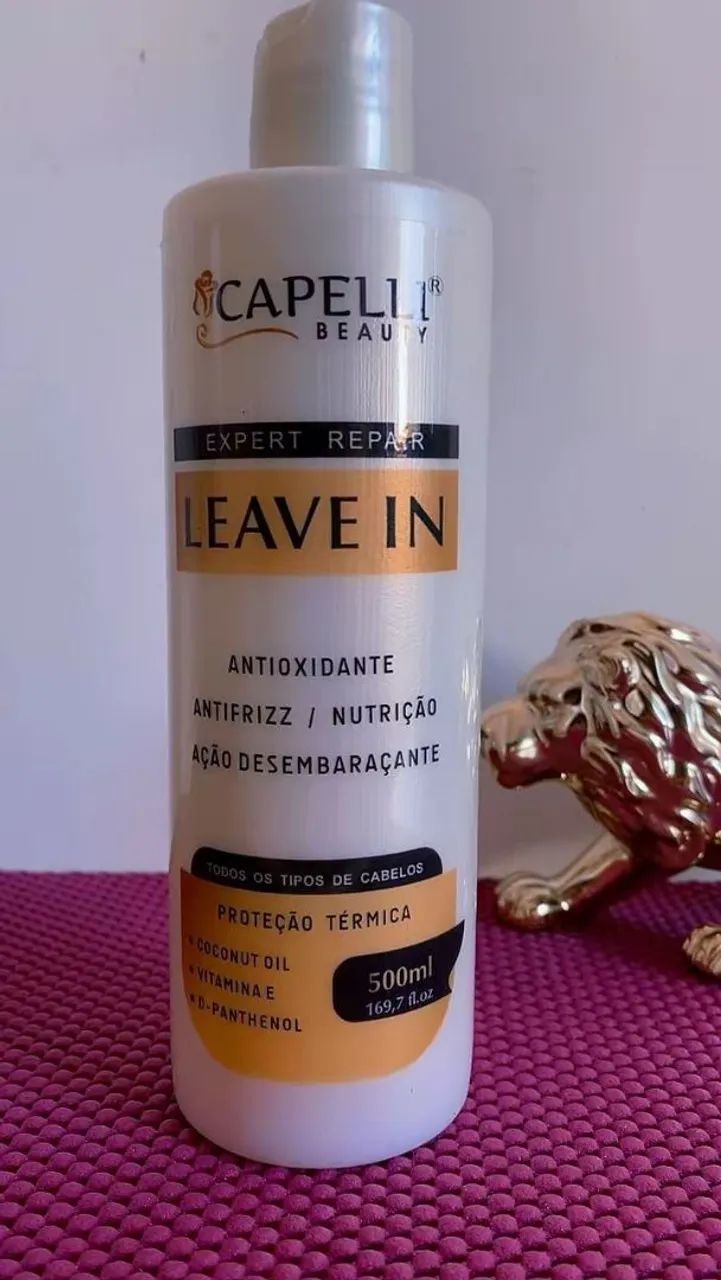 CAPELLI®
BEAUTY
EXPERT REPAIR
LEAVE IN
ANTIOXIDANTE
ANTIFRIZZ / NUTRIÇÃO
AÇÃO DESEMBARAÇANTE
TODOS OS TIPOS DE CABELOS
PROTEÇÃO TÉRMICA
• COCONUT OIL
• VITAMINA E
• D-PANTHENOL
500ml
169,7 fl.oz